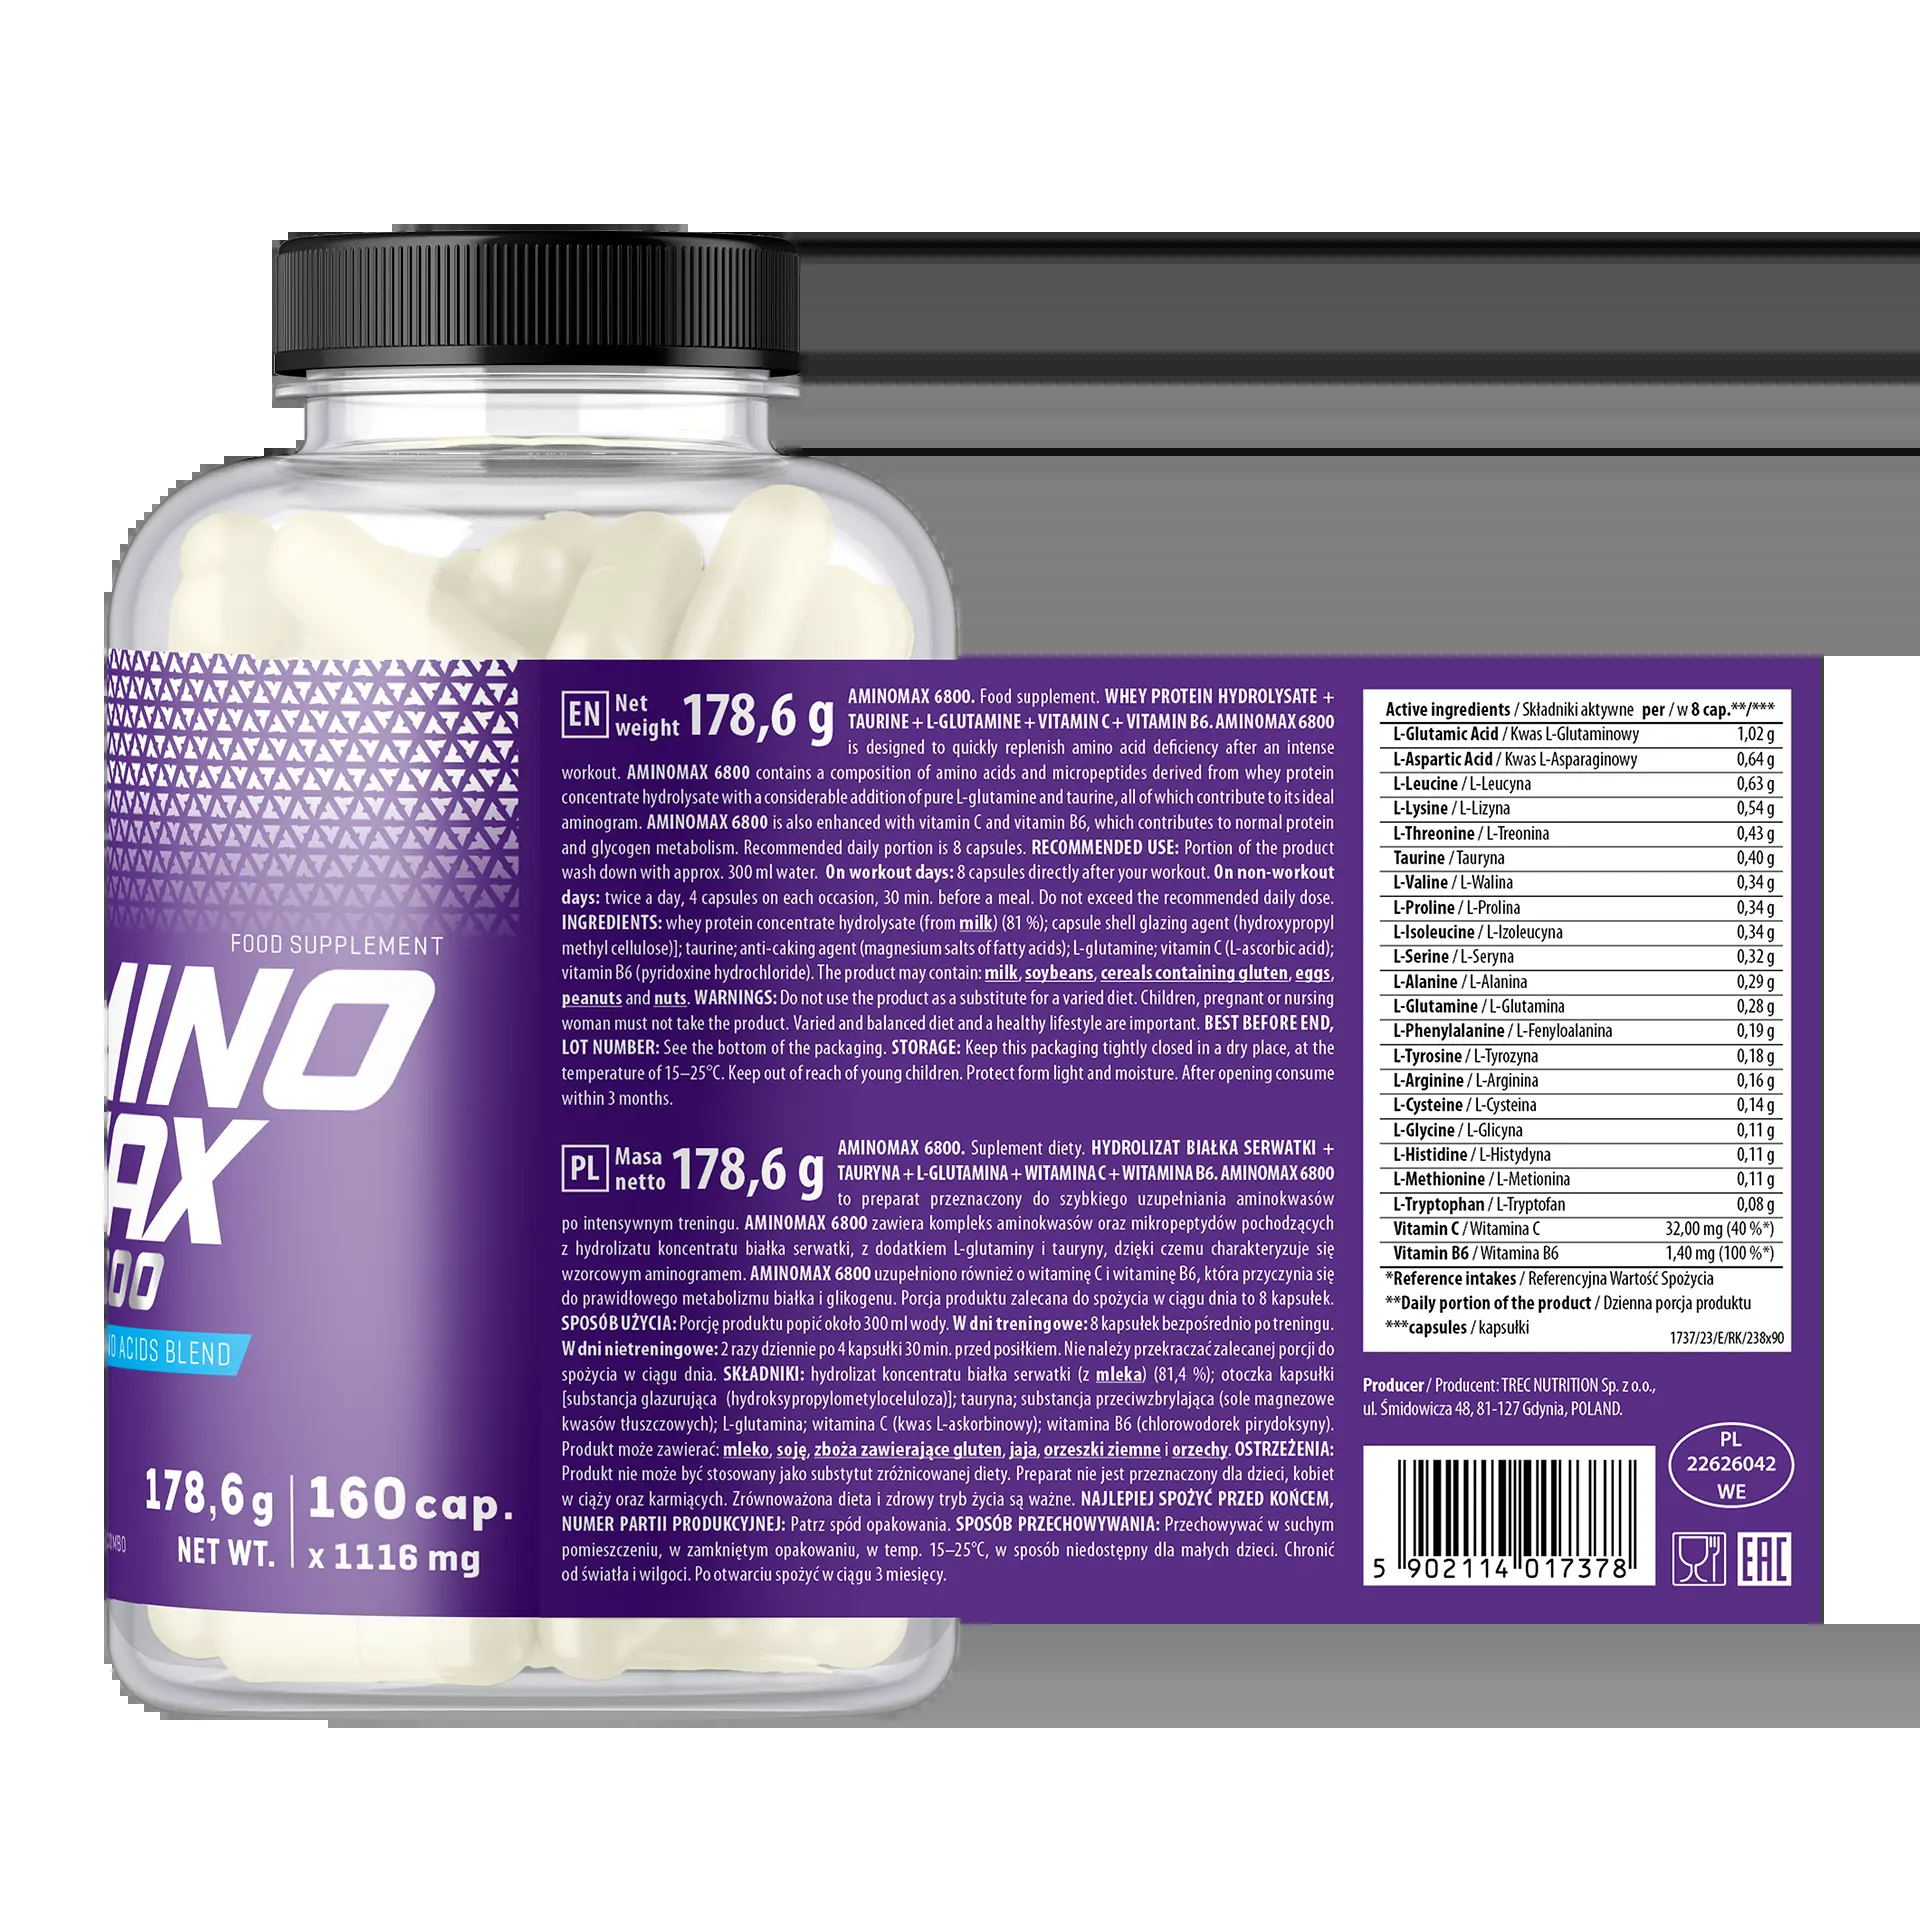 FOOD SUPPLEMENT
MINO
MAX
ACIDS BLEND
178,6 g
NET WT.
160 cap.
x 1116 mg
EN Net weight 178,6 g
AMINOMAX 6800. Food supplement. WHEY PROTEIN HYDROLYSATE +
TAURINE + L-GLUTAMINE + VITAMIN C + VITAMIN B6. AMINOMAX 6800
is designed to quickly replenish amino acid deficiency after an intense
workout. AMINOMAX 6800 contains a composition of amino acids and micropeptides derived from whey protein
concentrate hydrolysate with a considerable addition of pure L-glutamine and taurine, all of which contribute to its ideal
aminogram. AMINOMAX 6800 is also enhanced with vitamin C and vitamin B6, which contributes to normal protein
and glycogen metabolism. Recommended daily portion is 8 capsules. RECOMMENDED USE: Portion of the product
wash down with approx. 300 ml water. On workout days: 8 capsules directly after your workout. On non-workout
days: twice a day, 4 capsules on each occasion, 30 min. before a meal. Do not exceed the recommended daily dose.
INGREDIENTS: whey protein concentrate hydrolysate (from milk) (81 %); capsule shell glazing agent (hydroxypropyl
methyl cellulose)]; taurine; anti-caking agent (magnesium salts of fatty acids); L-glutamine; vitamin C (L-ascorbic acid);
vitamin B6 (pyridoxine hydrochloride). The product may contain: milk, soybeans, cereals containing gluten, eggs,
peanuts and nuts. WARNINGS: Do not use the product as a substitute for a varied diet. Children, pregnant or nursing
woman must not take the product. Varied and balanced diet and a healthy lifestyle are important. BEST BEFORE END,
LOT NUMBER: See the bottom of the packaging. STORAGE: Keep this packaging tightly closed in a dry place, at the
temperature of 15–25°C. Keep out of reach of young children. Protect form light and moisture. After opening consume
within 3 months.
PL Masa netto 178,6 g
AMINOMAX 6800. Suplement diety. HYDROLIZAT BIAŁKA SERWATKI +
TAURYNA + L-GLUTAMINA + WITAMINA C + WITAMINA B6. AMINOMAX 6800
to preparat przeznaczony do szybkiego uzupełniania aminokwasów
po intensywnym treningu. AMINOMAX 6800 zawiera kompleks aminokwasów oraz mikropeptydów pochodzących
z hydrolizatu koncentratu białka serwatki, z dodatkiem L-glutaminy i tauryny, dzięki czemu charakteryzuje się
wzorcowym aminogramem. AMINOMAX 6800 uzupełniono również o witaminę C i witaminę B6, która przyczynia się
do prawidłowego metabolizmu białka i glikogenu. Porcja produktu zalecana do spożycia w ciągu dnia to 8 kapsułek.
SPOSÓB UŻYCIA: Porcję produktu popić około 300 ml wody. W dni treningowe: 8 kapsułek bezpośrednio po treningu.
W dni nietreningowe: 2 razy dziennie po 4 kapsułki 30 min. przed posiłkiem. Nie należy przekraczać zalecanej porcji do
spożycia w ciągu dnia. SKŁADNIKI: hydrolizat koncentratu białka serwatki (z mleka) (81,4 %); otoczka kapsułki
[substancja glazurująca (hydroksypropylometyloceluloza)]; tauryna; substancja przeciwzbrylająca (sole magnezowe
kwasów tłuszczowych); L-glutamina; witamina C (kwas L-askorbinowy); witamina B6 (chlorowodorek pirydoksyny).
Produkt może zawierać: mleko, soję, zboża zawierające gluten, jaja, orzeszki ziemne i orzechy. OSTRZEŻENIA:
Produkt nie może być stosowany jako substytut zróżnicowanej diety. Preparat nie jest przeznaczony dla dzieci, kobiet
w ciąży oraz karmiących. Zrównoważona dieta i zdrowy tryb życia są ważne. NAJLEPIEJ SPOŻYĆ PRZED KOŃCEM,
NUMER PARTII PRODUKCYJNEJ: Patrz spód opakowania. SPOSÓB PRZECHOWYWANIA: Przechowywać w suchym
pomieszczeniu, w zamkniętym opakowaniu, w temp. 15–25°C, w sposób niedostępny dla małych dzieci. Chronić
od światła i wilgoci. Po otwarciu spożyć w ciągu 3 miesięcy.
Active ingredients / Składniki aktywne per / w 8 cap.**/***
L-Glutamic Acid / Kwas L-Glutaminowy 1,02 g
L-Aspartic Acid / Kwas L-Asparaginowy 0,64 g
L-Leucine / L-Leucyna 0,63 g
L-Lysine / L-Lizyna 0,54 g
L-Threonine / L-Treonina 0,43 g
Taurine / Tauryna 0,40 g
L-Valine / L-Walina 0,34 g
L-Proline / L-Prolina 0,34 g
L-Isoleucine / L-Izoleucyna 0,34 g
L-Serine / L-Seryna 0,32 g
L-Alanine / L-Alanina 0,29 g
L-Glutamine / L-Glutamina 0,28 g
L-Phenylalanine / L-Fenyloalanina 0,19 g
L-Tyrosine / L-Tyrozyna 0,18 g
L-Arginine / L-Arginina 0,16 g
L-Cysteine / L-Cysteina 0,14 g
L-Glycine / L-Glicyna 0,11 g
L-Histidine / L-Histydyna 0,11 g
L-Methionine / L-Metionina 0,11 g
L-Tryptophan / L-Tryptofan 0,08 g
Vitamin C / Witamina C 32,00 mg (40 %*)
Vitamin B6 / Witamina B6 1,40 mg (100 %*)
*Reference intakes / Referencyjna Wartość Spożycia
**Daily portion of the product / Dzienna porcja produktu
***capsules / kapsułki
1737/23/E/RK/238x90
Producer / Producent: TREC NUTRITION Sp. z o.o.,
ul. Śmidowicza 48, 81-127 Gdynia, POLAND.
PL
22626042
WE
5 902114 017378
EAC